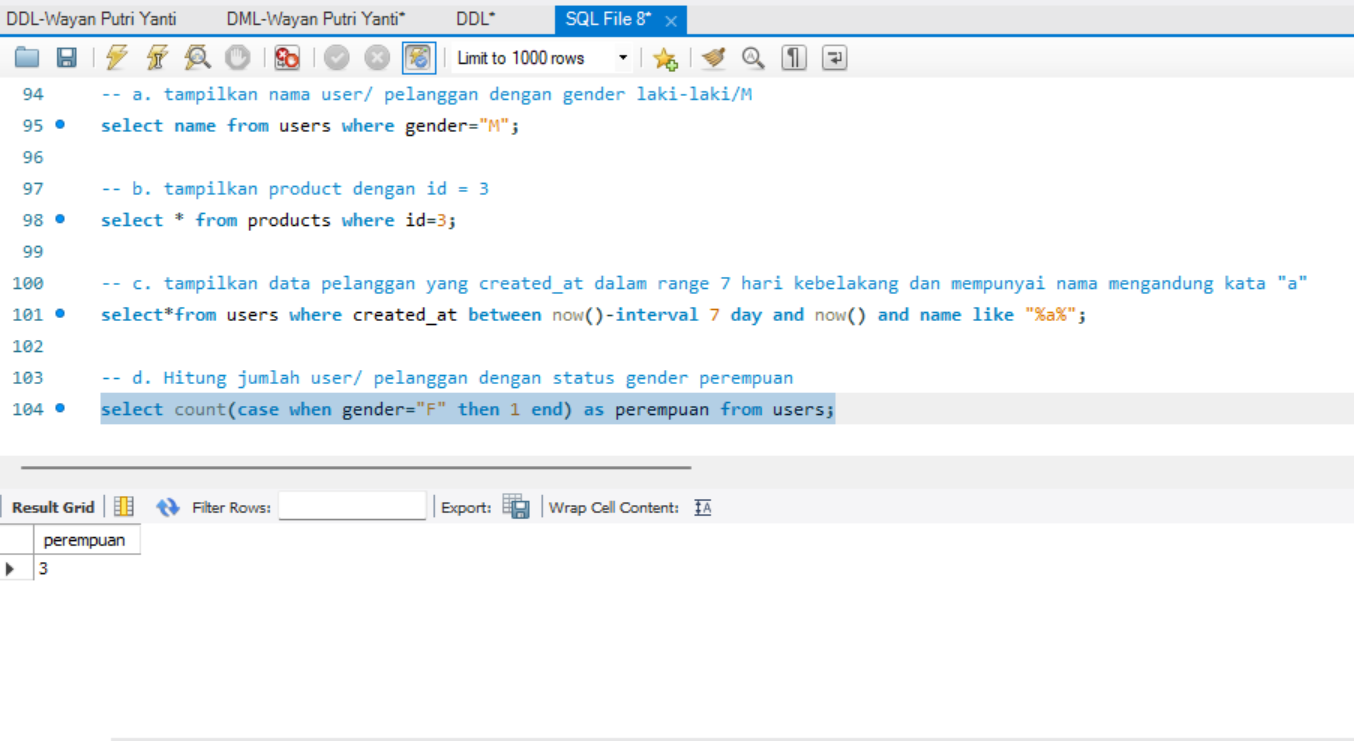 DDL-Wayan Putri Yanti DML-Wayan Putri Yanti* DDL* SQL File 8* ×
Limit to 1000 rows
94 -- a. tampilkan nama user/ pelanggan dengan gender laki-laki/M
95 select name from users where gender="M";
96
97 -- b. tampilkan product dengan id = 3
98 select * from products where id=3;
99
100 -- c. tampilkan data pelanggan yang created_at dalam range 7 hari kebelakang dan mempunyai nama mengandung kata "a"
101 select*from users where created_at between now()-interval 7 day and now() and name like "%a%";
102
103 -- d. Hitung jumlah user/ pelanggan dengan status gender perempuan
104 select count(case when gender="F" then 1 end) as perempuan from users;
Result Grid Filter Rows: Export: Wrap Cell Content: IA
perempuan
3